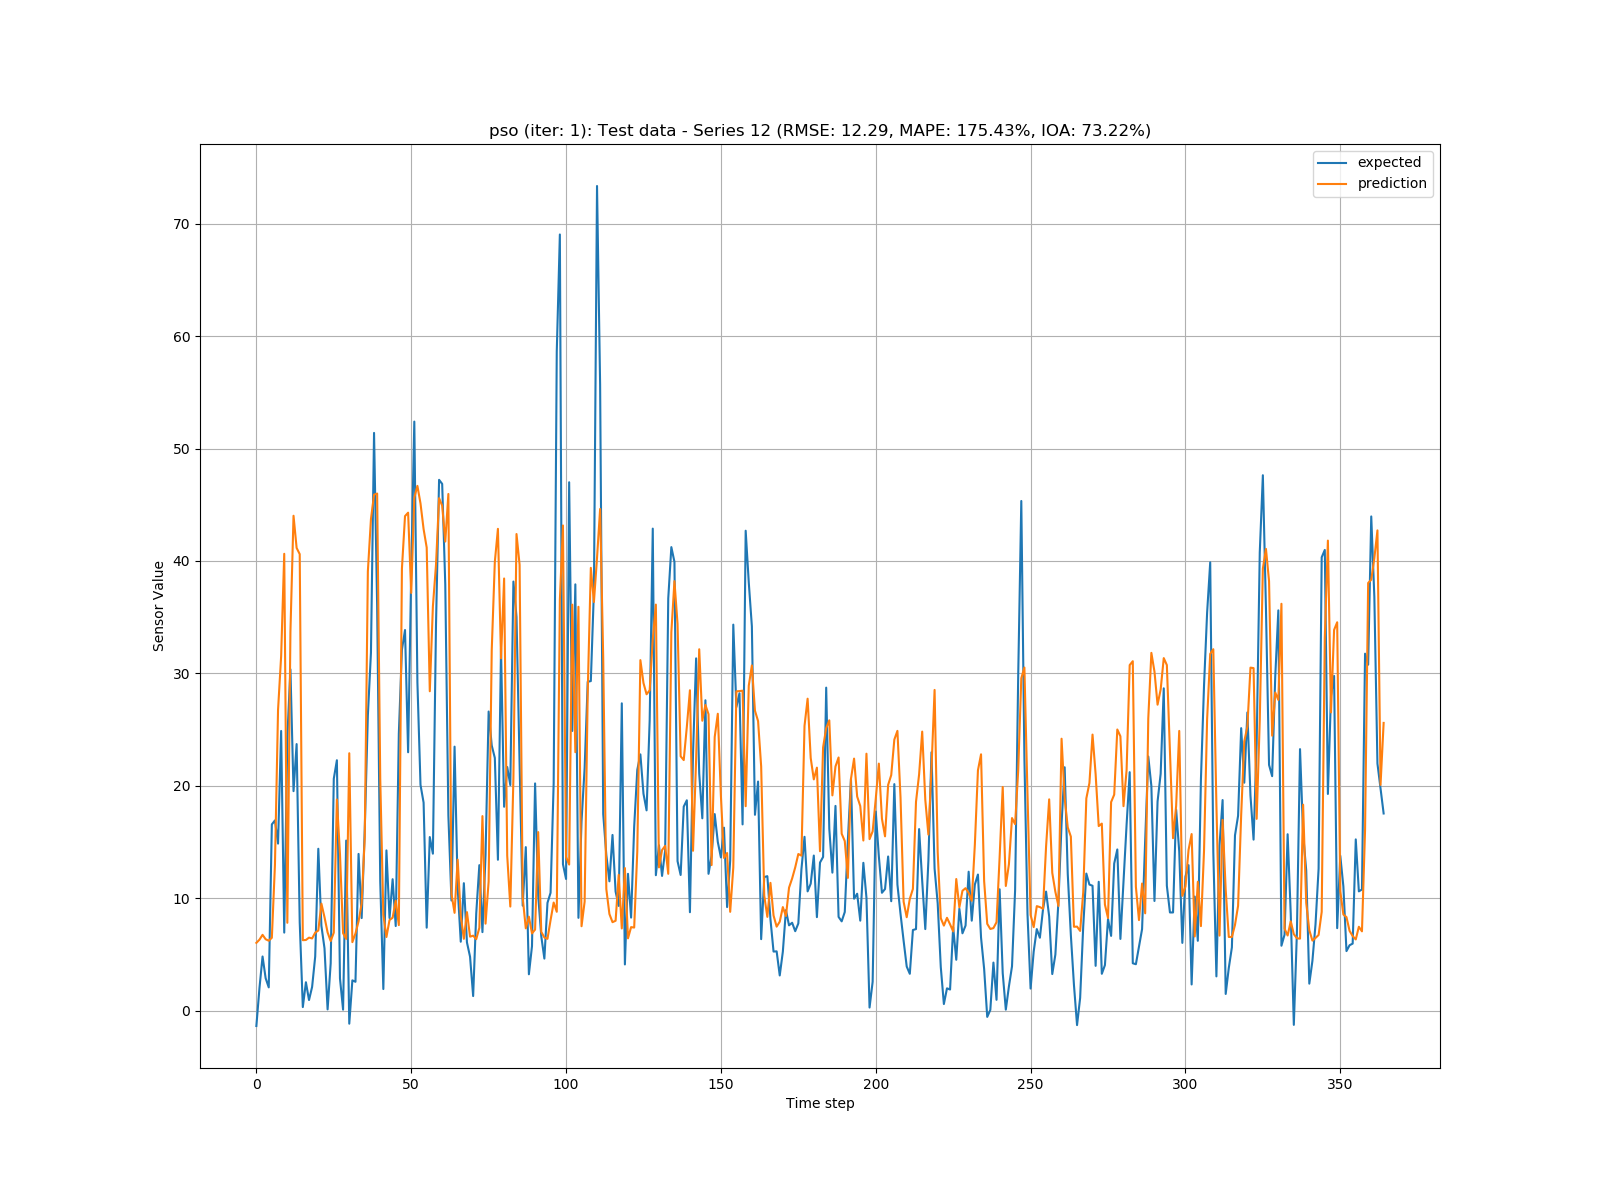 pso (iter: 1): Test data - Series 12 (RMSE: 12.29, MAPE: 175.43%, IOA: 73.22%)
expected
prediction
70
60
50
40
30
20
10
0
Sensor Value
0 50 100 150 200 250 300 350
Time step